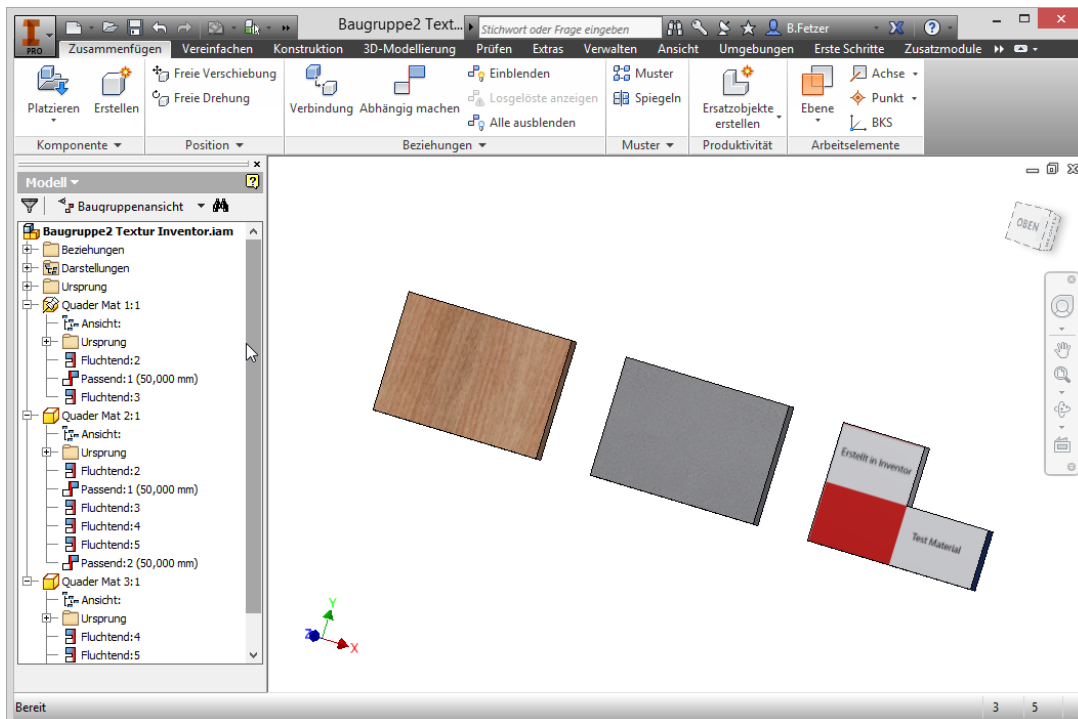 Baugruppe2 Text...
Stichwort oder Frage eingeben
B.Fetzer
PRO
Zusammenfügen Vereinfachen Konstruktion 3D-Modellierung Prüfen Extras Verwalten Ansicht Umgebungen Erste Schritte Zusatzmodule
Platzieren
Erstellen
Freie Verschiebung
Freie Drehung
Verbindung
Abhängig machen
Einblenden
Losgelöste anzeigen
Alle ausblenden
Muster
Spiegeln
Ersatzobjekte
erstellen
Ebene
Achse
Punkt
BKS
Komponente
Position
Beziehungen
Muster
Produktivität
Arbeitselemente
Modell
Baugruppenansicht
Baugruppe2 Textur Inventor.iam
Beziehungen
Darstellungen
Ursprung
Quader Mat 1:1
Ansicht:
Ursprung
Fluchtend:2
Passend:1 (50,000 mm)
Fluchtend:3
Quader Mat 2:1
Ansicht:
Ursprung
Fluchtend:2
Passend:1 (50,000 mm)
Fluchtend:3
Fluchtend:4
Fluchtend:5
Passend:2 (50,000 mm)
Quader Mat 3:1
Ansicht:
Ursprung
Fluchtend:4
Fluchtend:5
OBEN
Erstellt in Inventor
Test Material
Y
Z
X
Bereit
3 5